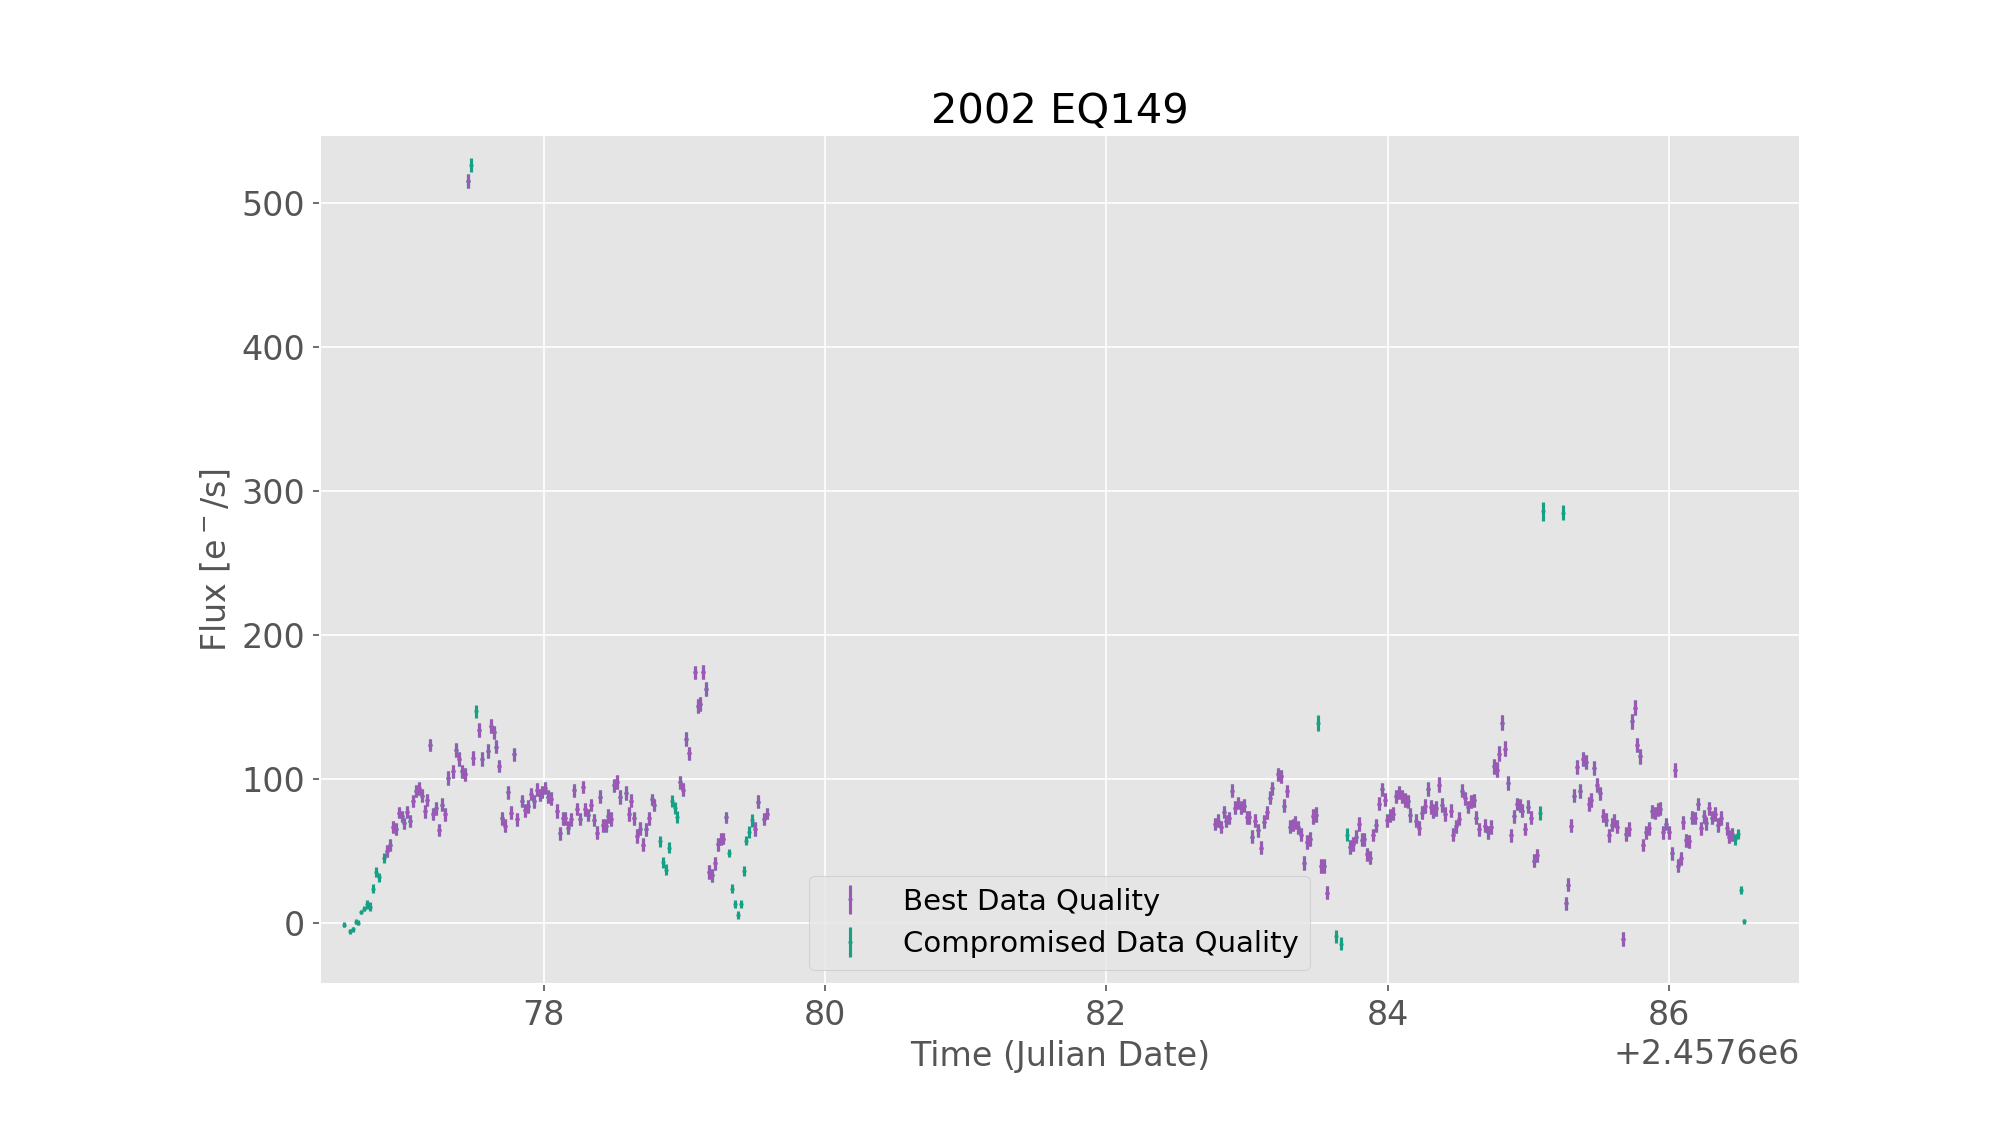 2002 EQ149
500
400
300
200
100
0
Flux [e⁻/s]
Best Data Quality
Compromised Data Quality
78 80 82 84 86
Time (Julian Date)
+2.4576e6